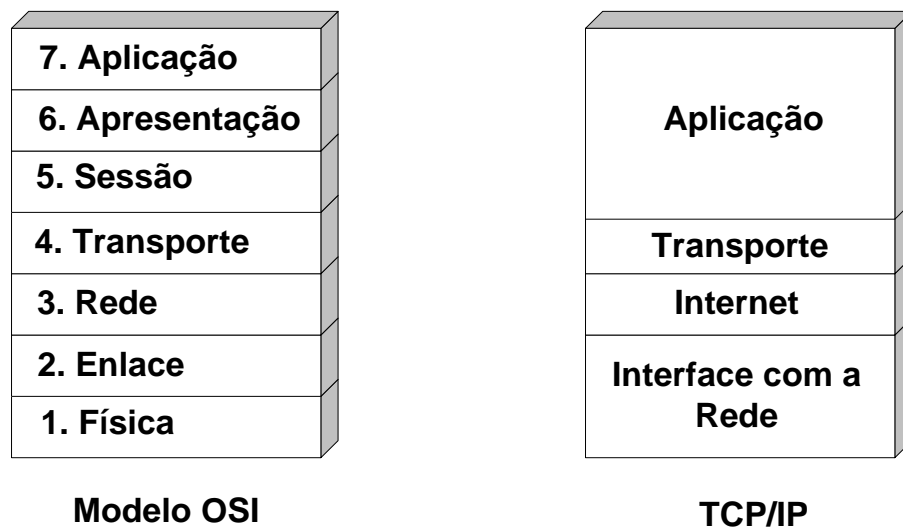 7. Aplicação
6. Apresentação
5. Sessão
4. Transporte
3. Rede
2. Enlace
1. Física
Modelo OSI
Aplicação
Transporte
Internet
Interface com a
Rede
TCP/IP